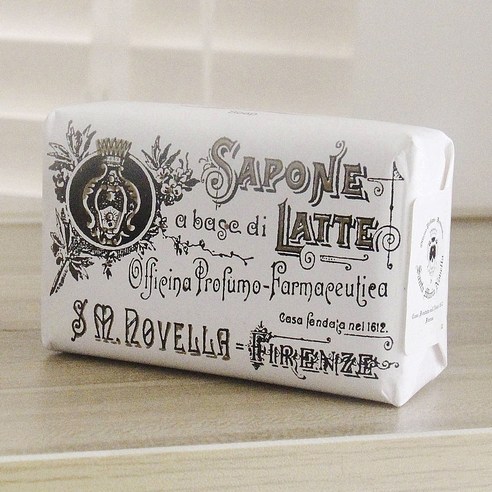 SAPONE
a base di LATTE
Officina Profumo-Farmaceutica
Casa fondata nel 1612.
S M. NOVELLA = FIRENZE